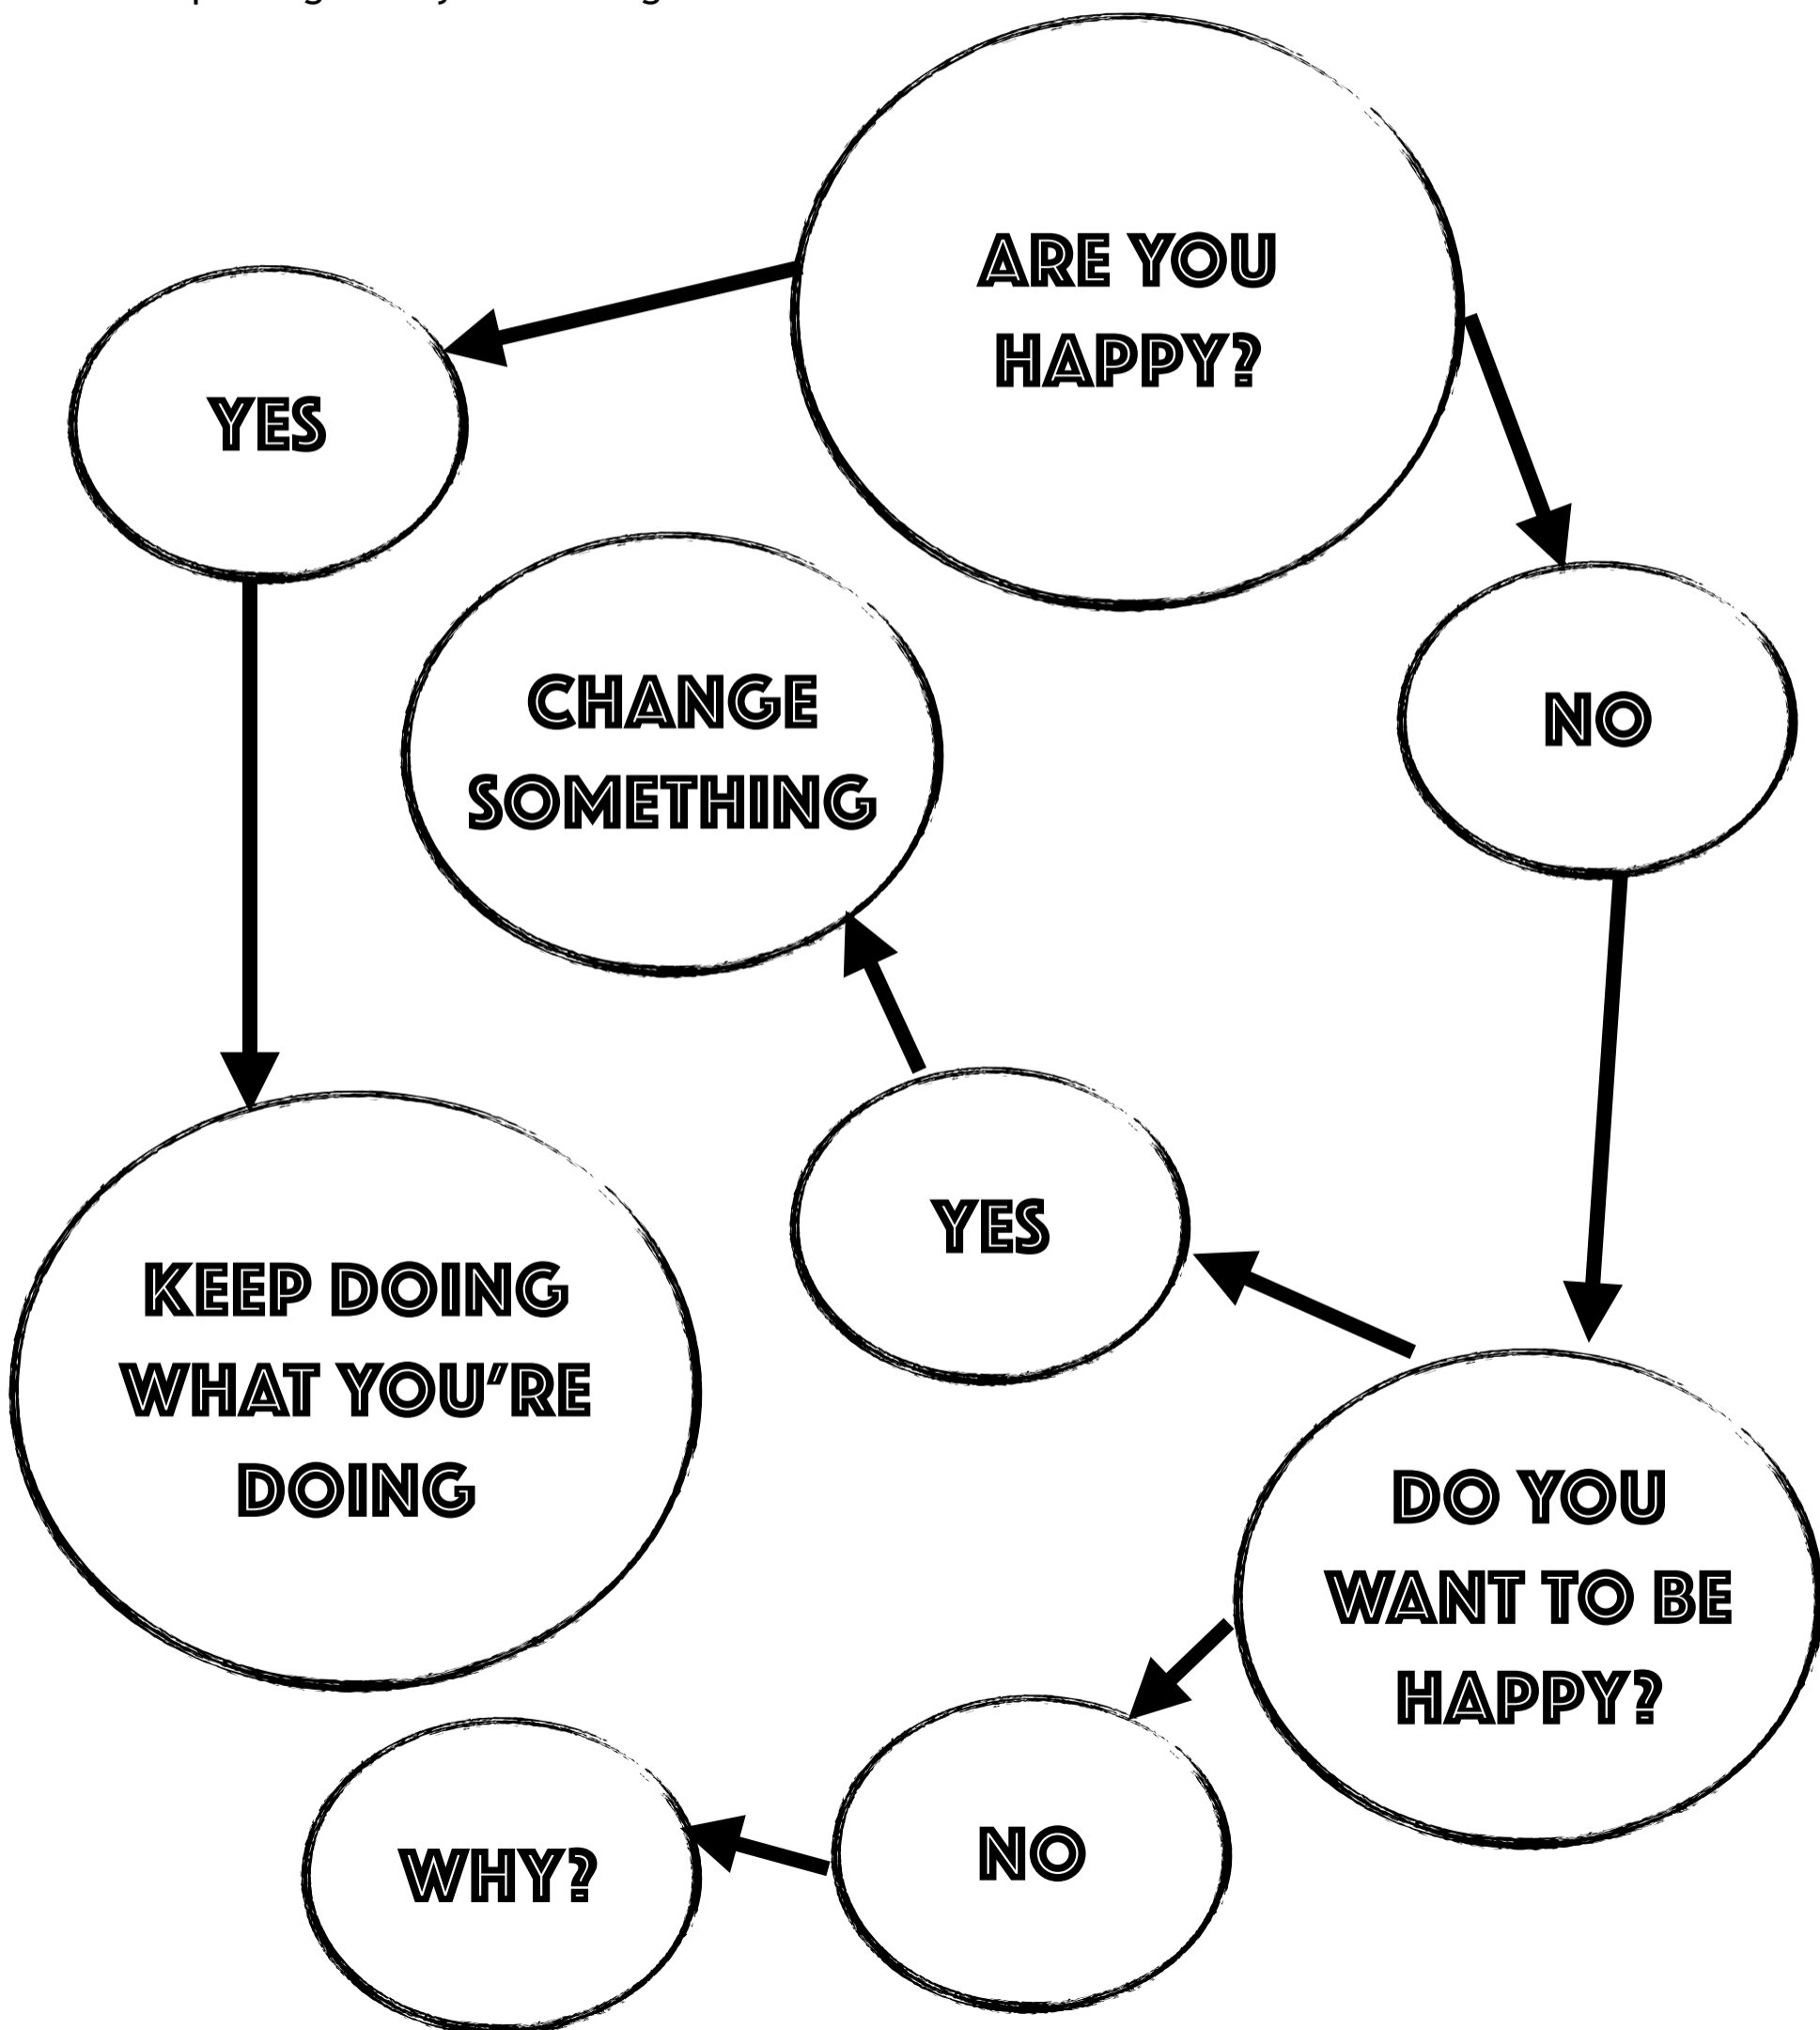 ARE YOU
HAPPY?
YES
NO
CHANGE
SOMETHING
YES
KEEP DOING
WHAT YOU'RE
DOING
DO YOU
WANT TO BE
HAPPY?
NO
WHY?